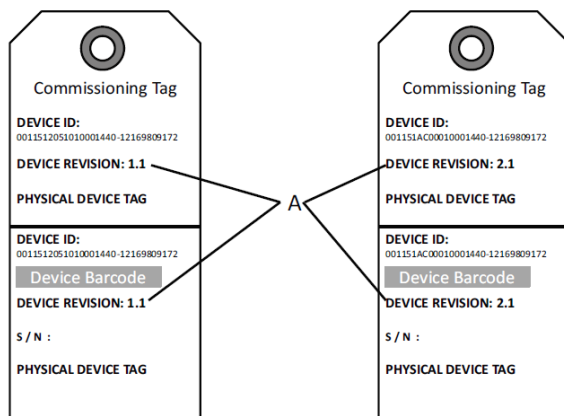 Commissioning Tag
DEVICE ID:
0011512051010001440-12169809172
DEVICE REVISION: 1.1
PHYSICAL DEVICE TAG
DEVICE ID:
0011512051010001440-12169809172
Device Barcode
DEVICE REVISION: 1.1
S / N :
PHYSICAL DEVICE TAG
A
Commissioning Tag
DEVICE ID:
001151AC00010001440-12169809172
DEVICE REVISION: 2.1
PHYSICAL DEVICE TAG
DEVICE ID:
001151AC00010001440-12169809172
Device Barcode
DEVICE REVISION: 2.1
S / N :
PHYSICAL DEVICE TAG